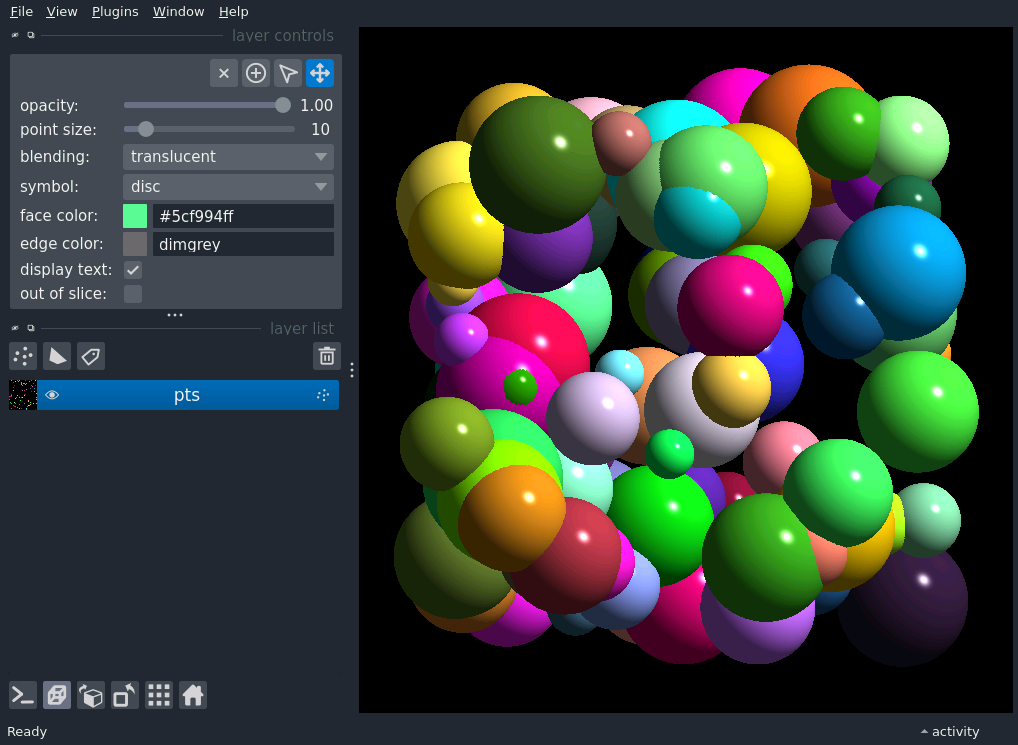 File View Plugins Window Help
layer controls
opacity: 1.00
point size: 10
blending: translucent
symbol: disc
face color: #5cf994ff
edge color: dimgrey
display text:
out of slice:
layer list
pts
Ready activity